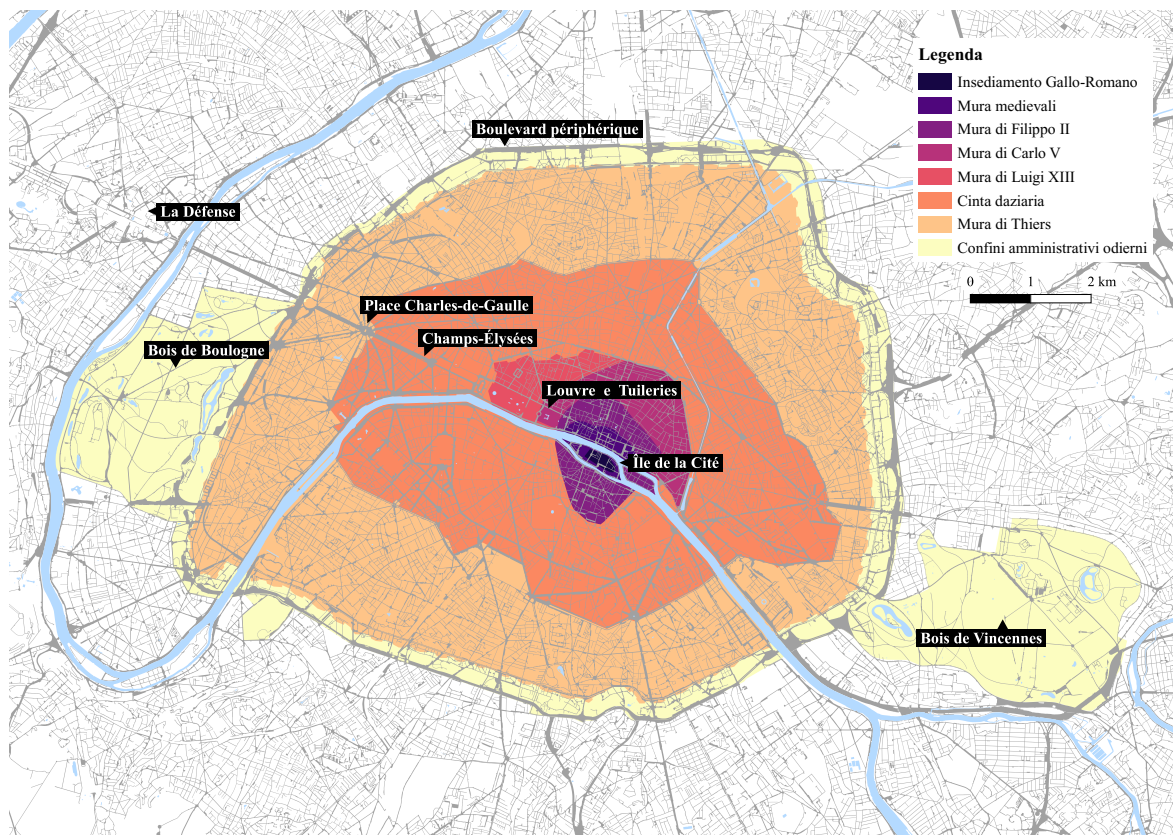 Legenda
Insediamento Gallo-Romano
Mura medievali
Mura di Filippo II
Mura di Carlo V
Mura di Luigi XIII
Cinta daziaria
Mura di Thiers
Confini amministrativi odierni
0 1 2 km
Boulevard périphérique
La Défense
Place Charles-de-Gaulle
Champs-Élysées
Bois de Boulogne
Louvre e Tuileries
Île de la Cité
Bois de Vincennes